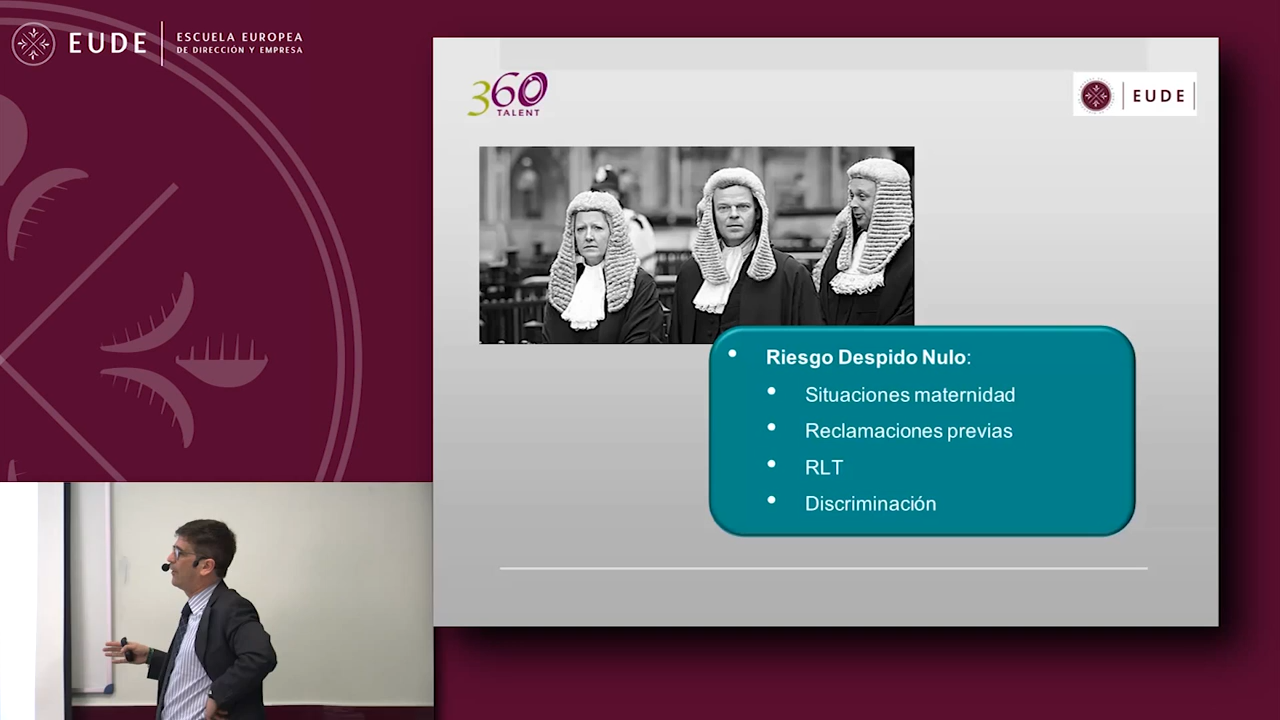 EUDE
ESCUELA EUROPEA
DE DIRECCIÓN Y EMPRESA
360
TALENT
EUDE
Riesgo Despido Nulo:
Situaciones maternidad
Reclamaciones previas
RLT
Discriminación